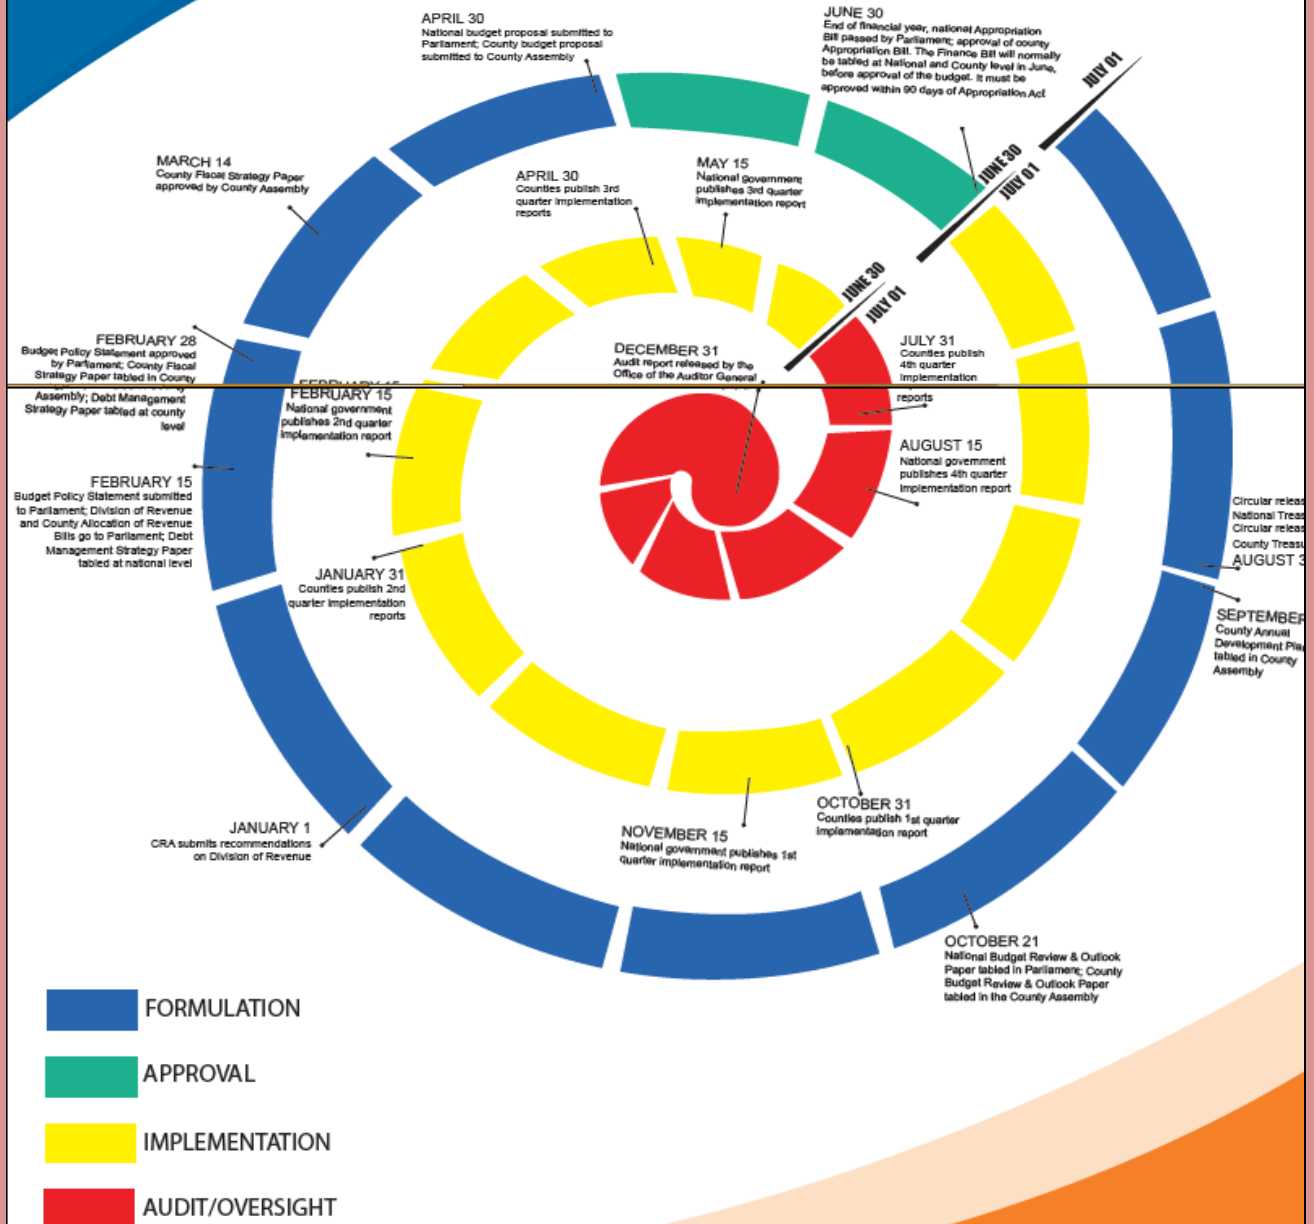 APRIL 30
National budget proposal submitted to
Parliament; County budget proposal
submitted to County Assembly
JUNE 30
End of financial year, national Appropriation
Bill passed by Parliament; approval of county
Appropriation Bill. The Finance Bill will normally
be tabled at National and County level in June,
before approval of the budget. It must be
approved within 90 days of Appropriation Act
JULY 01
MARCH 14
County Fiscal Strategy Paper
approved by County Assembly
APRIL 30
Counties publish 3rd
quarter implementation
reports
MAY 15
National government
publishes 3rd quarter
implementation report
JUNE 30
JULY 01
JUNE 30
JULY 01
FEBRUARY 28
Budget Policy Statement approved
by Parliament; County Fiscal
Strategy Paper tabled in County
Assembly; Debt Management
Strategy Paper tabled at county
level
DECEMBER 31
Audit report released by the
Office of the Auditor General
JULY 31
Counties publish
4th quarter
implementation
reports
FEBRUARY 15
FEBRUARY 15
National government
publishes 2nd quarter
implementation report
AUGUST 15
National government
publishes 4th quarter
implementation report
FEBRUARY 15
Budget Policy Statement submitted
to Parliament; Division of Revenue
and County Allocation of Revenue
Bills go to Parliament; Debt
Management Strategy Paper
tabled at national level
Circular
National
Circular
County
AUGUST
JANUARY 31
Counties publish 2nd
quarter implementation
reports
SEPTEMBER
County Annual
Development
tabled in County
Assembly
JANUARY 1
CRA submits recommendations
on Division of Revenue
NOVEMBER 15
National government publishes 1st
quarter implementation report
OCTOBER 31
Counties publish 1st quarter
implementation report
OCTOBER 21
National Budget Review & Outlook
Paper tabled in Parliament; County
Budget Review & Outlook Paper
tabled in the County Assembly
FORMULATION
APPROVAL
IMPLEMENTATION
AUDIT/OVERSIGHT